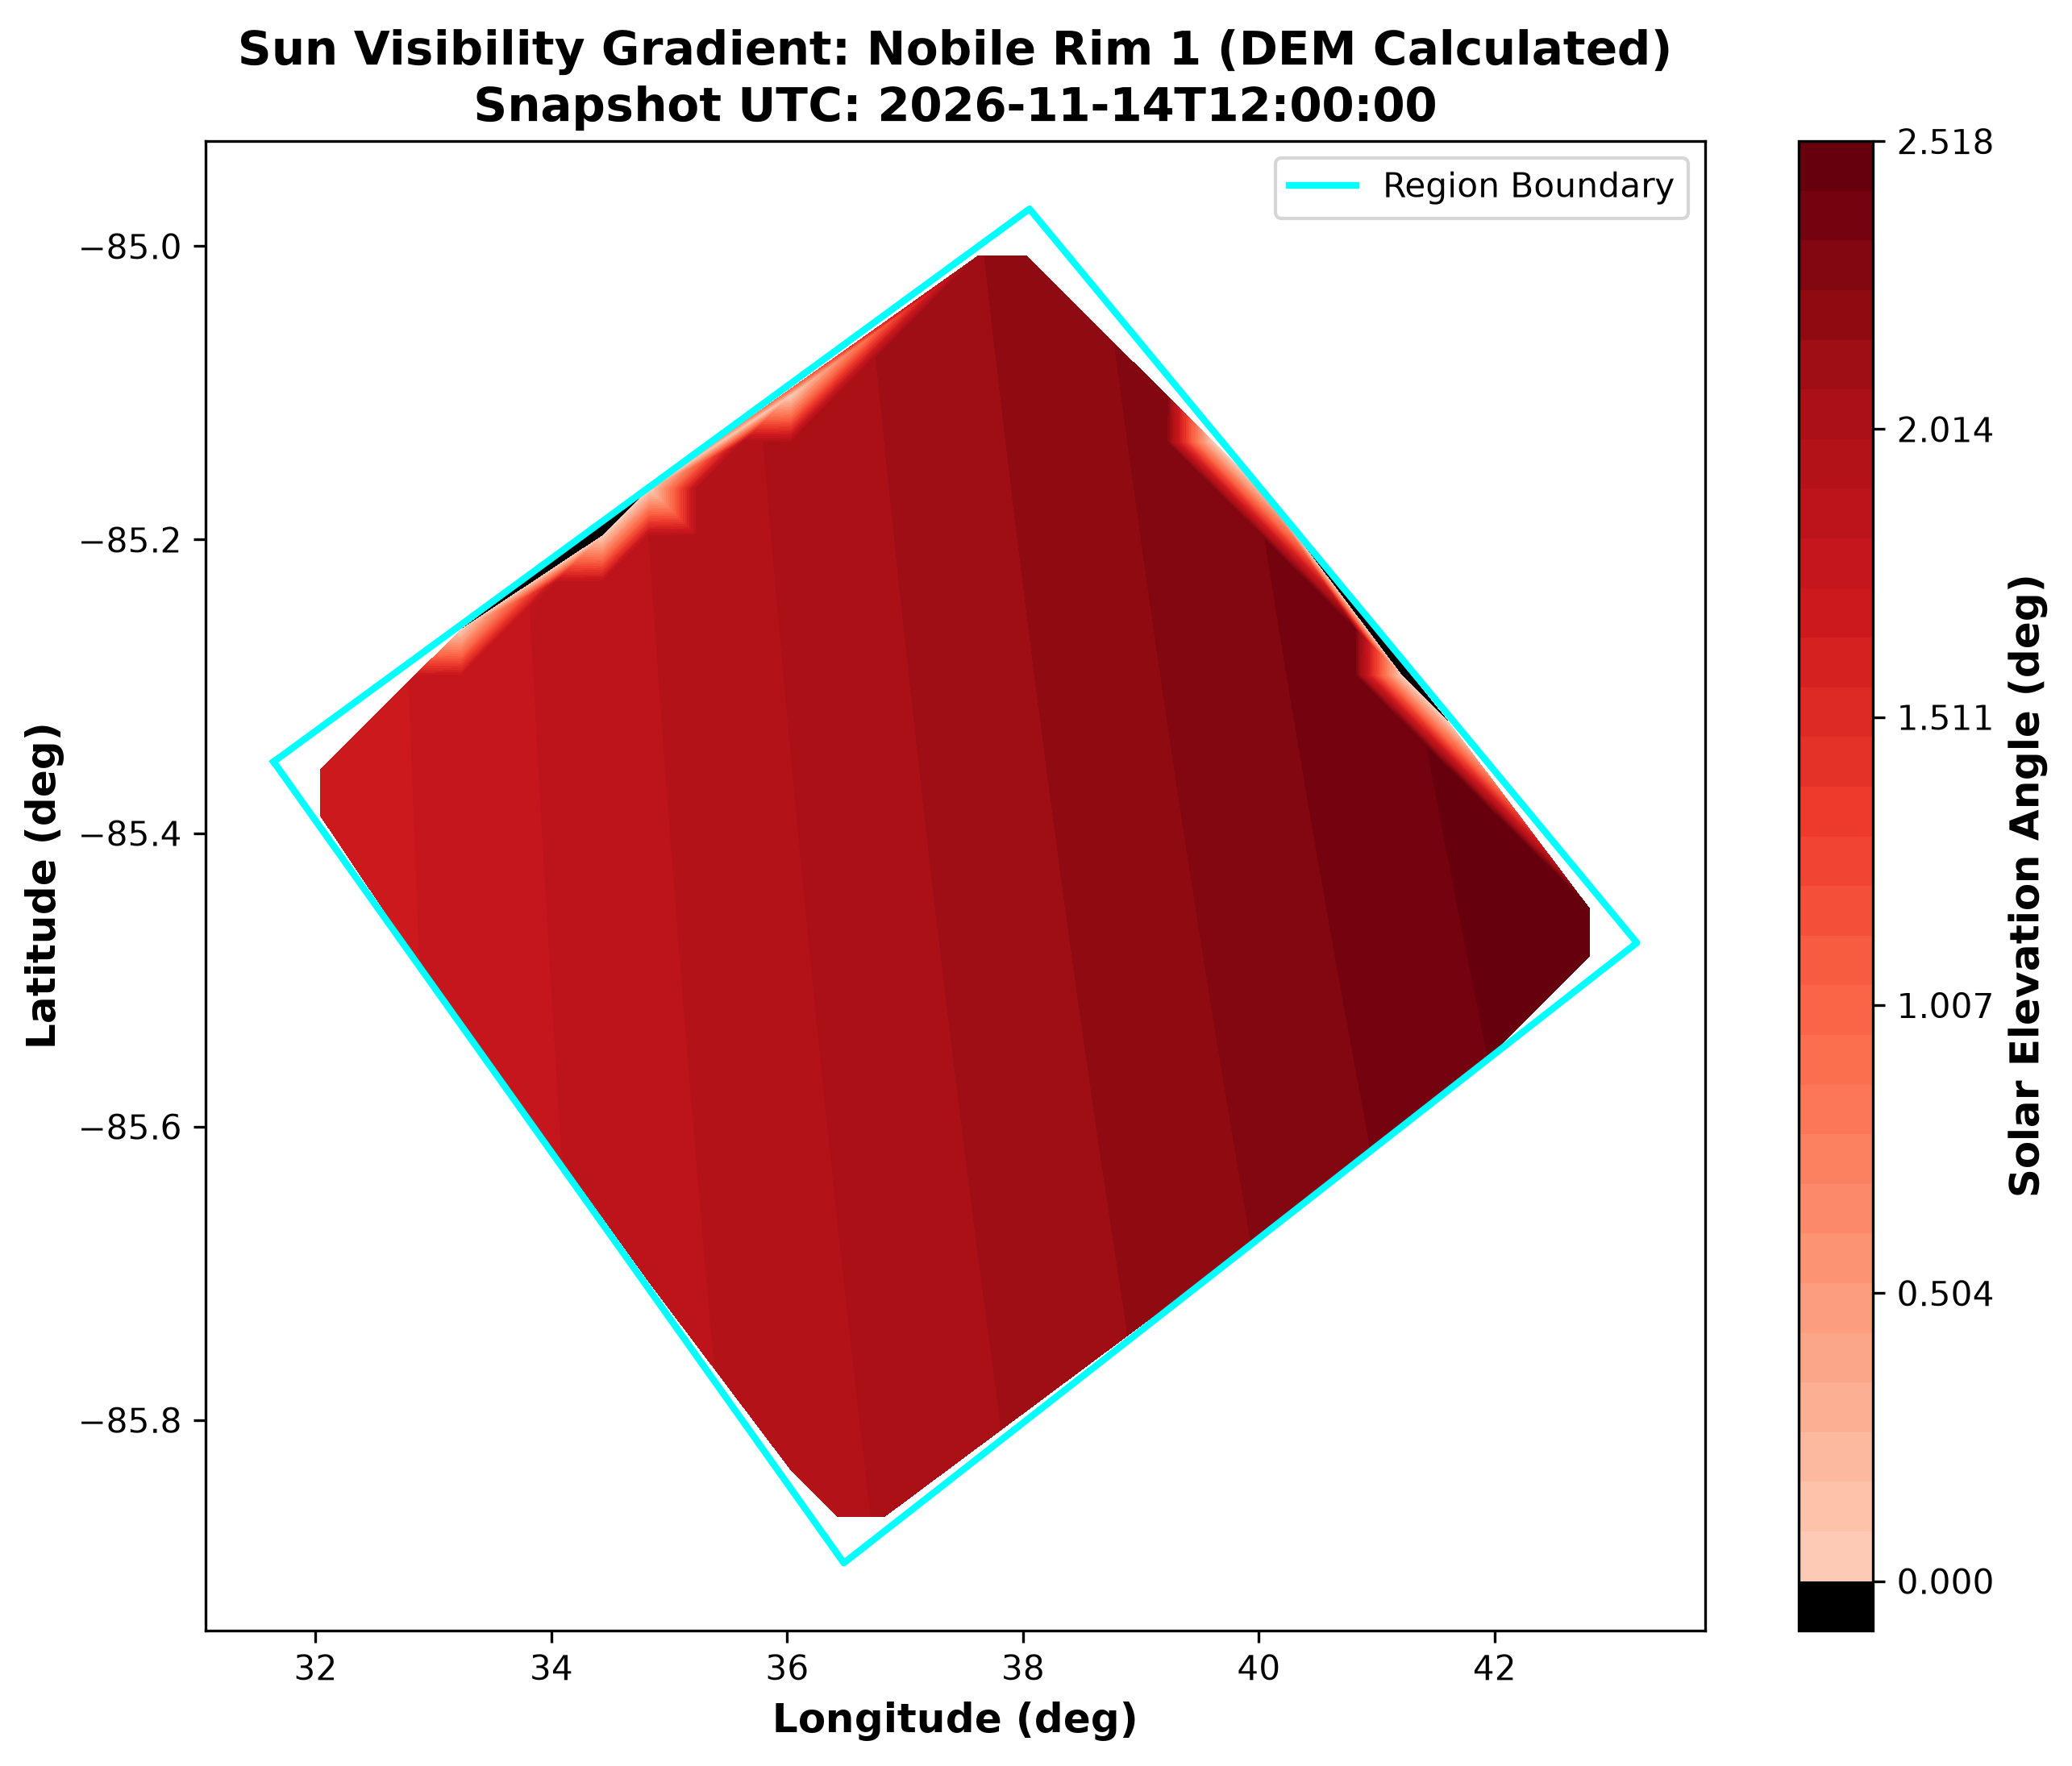 Sun Visibility Gradient: Nobile Rim 1 (DEM Calculated)
Snapshot UTC: 2026-11-14T12:00:00
Region Boundary
Latitude (deg)
−85.0
−85.2
−85.4
−85.6
−85.8
32
34
36
38
40
42
Longitude (deg)
2.518
2.014
1.511
1.007
0.504
0.000
Solar Elevation Angle (deg)